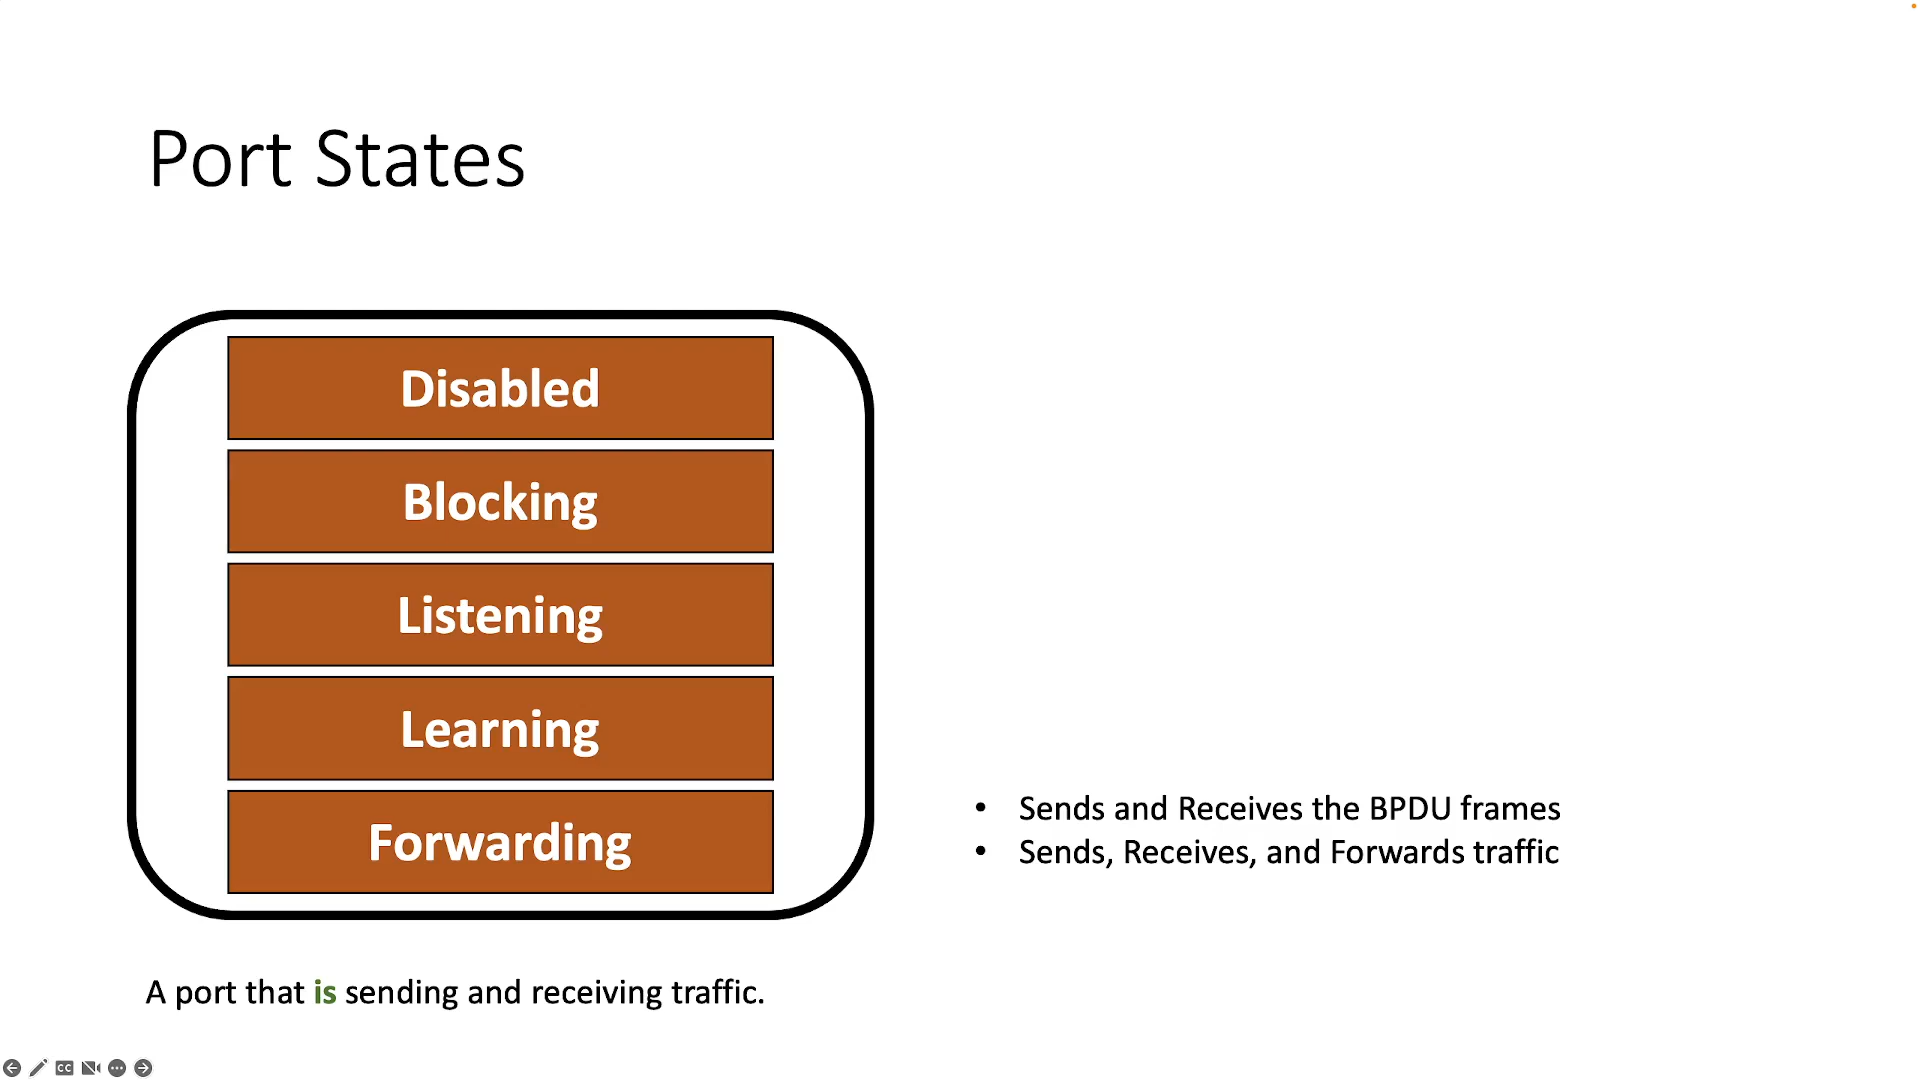 Port States
Disabled
Blocking
Listening
Learning
Forwarding
• Sends and Receives the BPDU frames
• Sends, Receives, and Forwards traffic
A port that is sending and receiving traffic.
CC